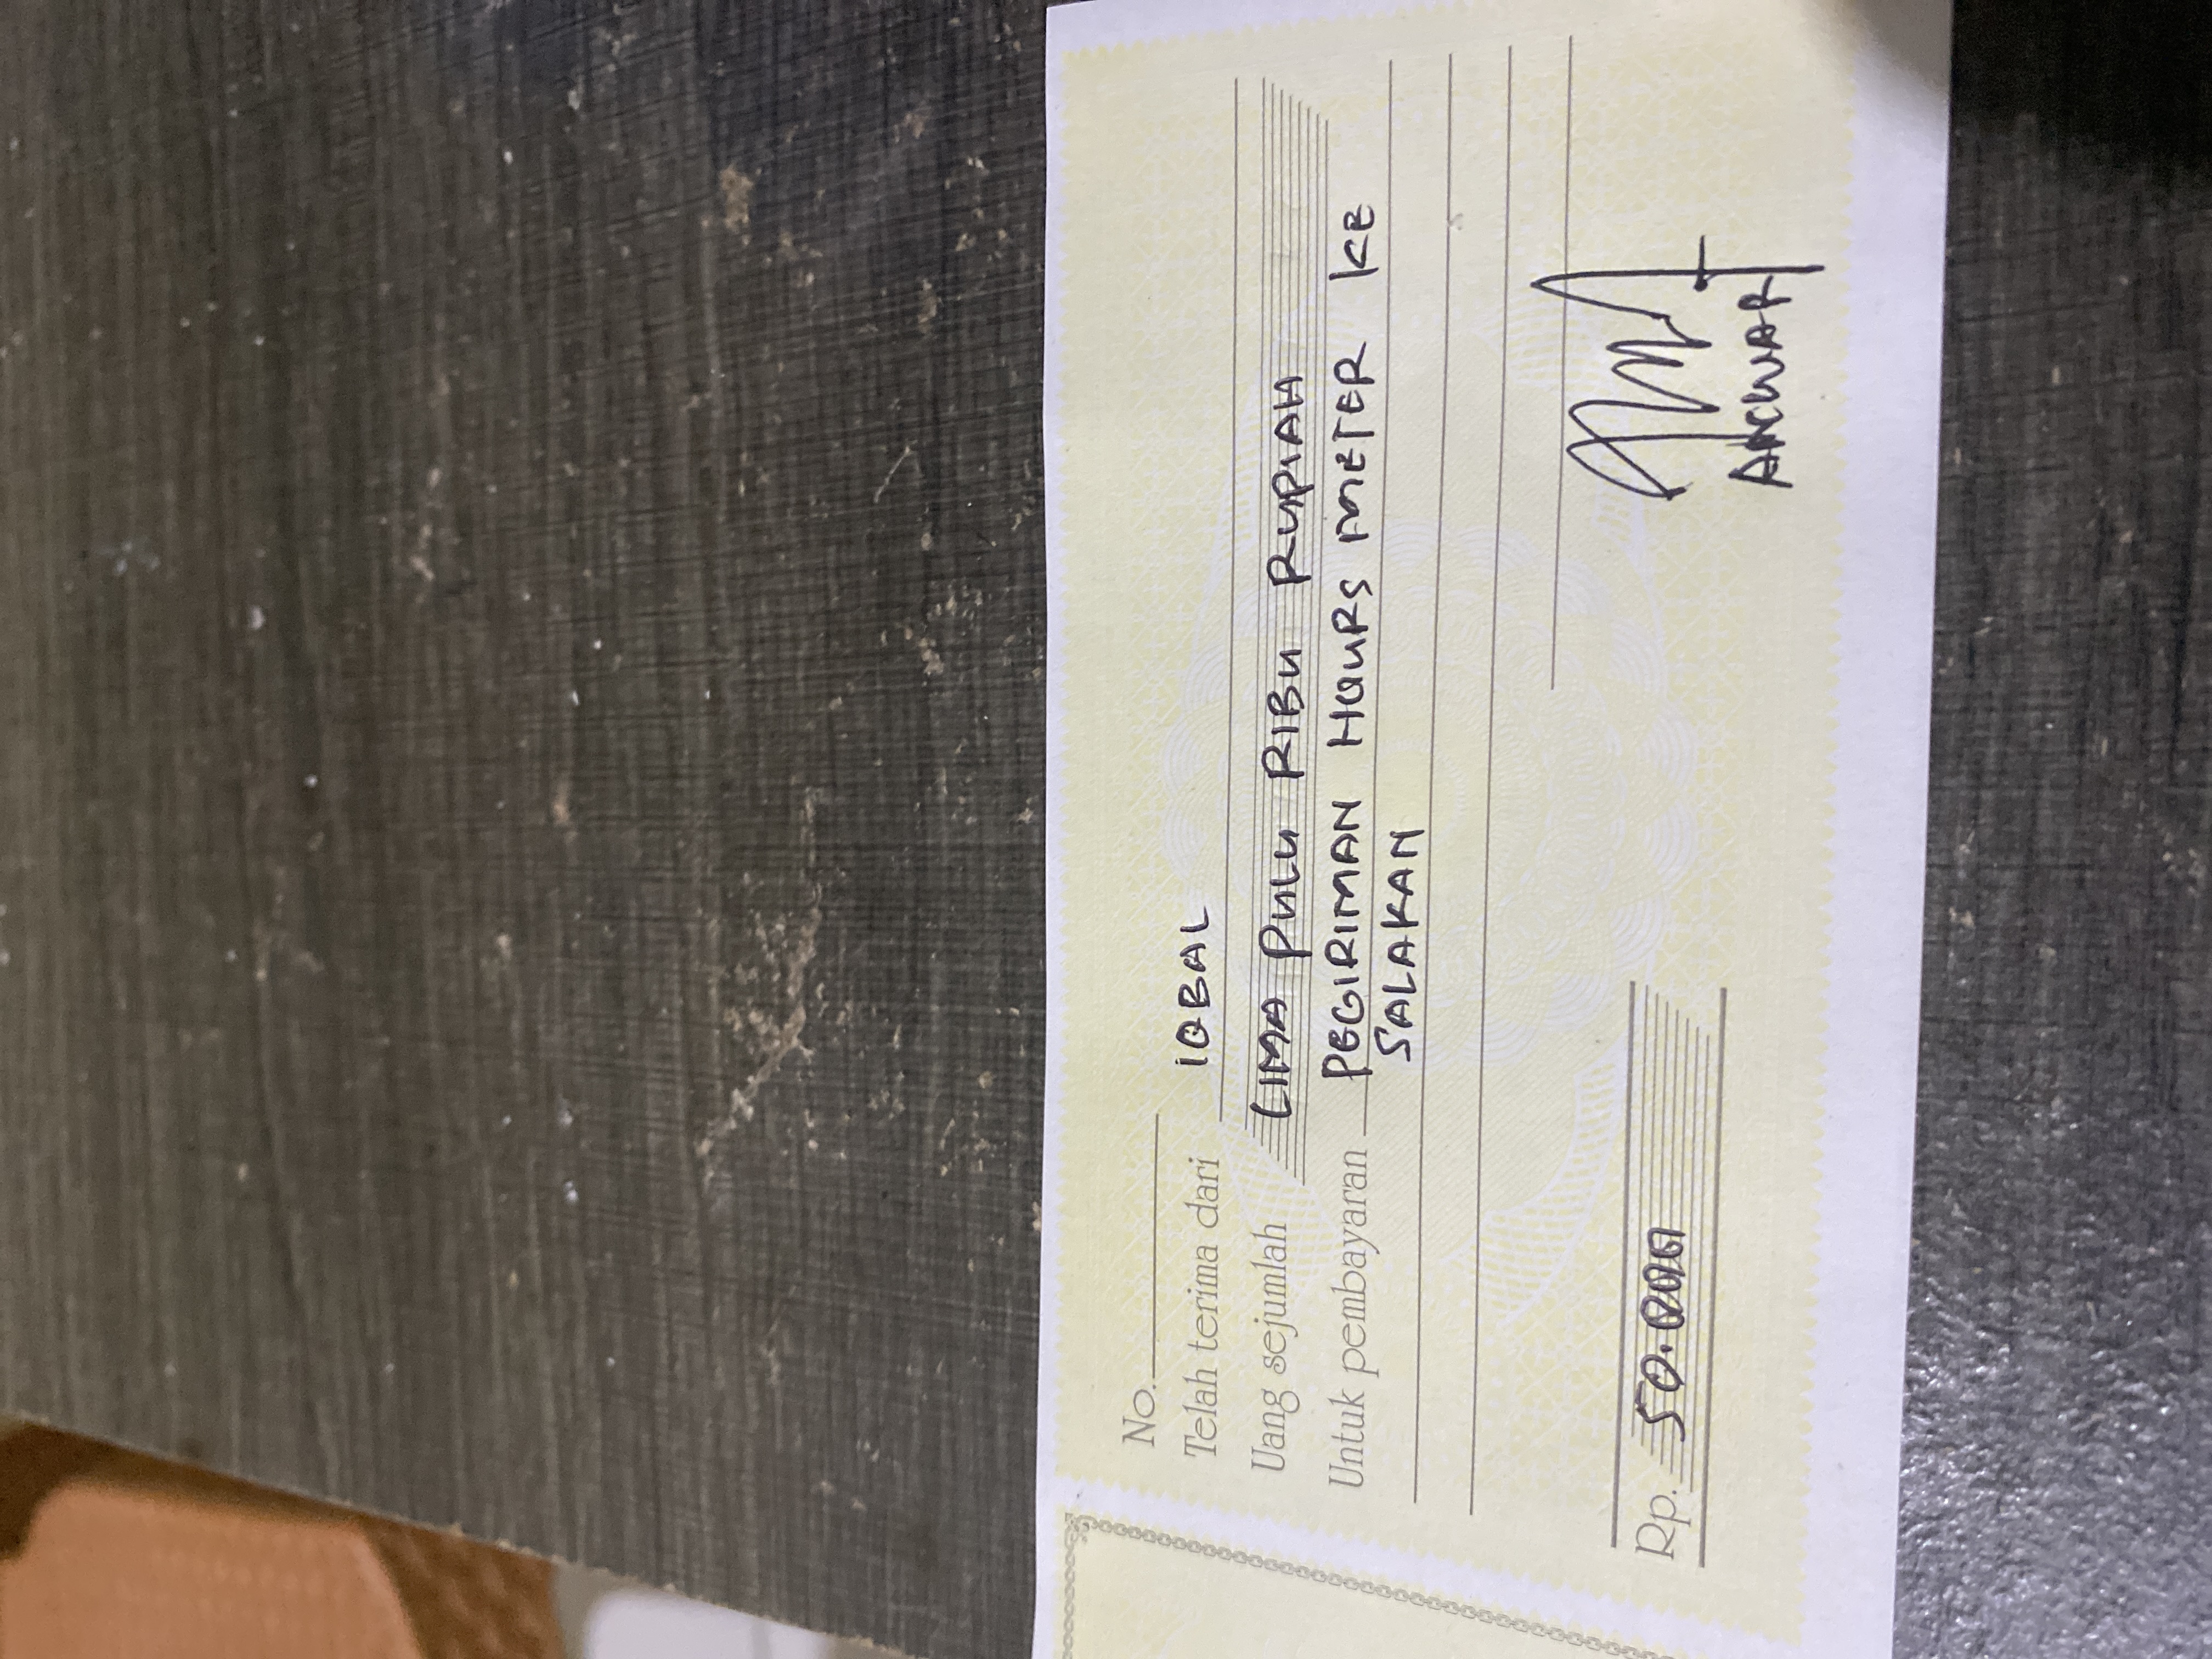 No.
Telah terima dari IQBAL
Uang sejumlah LIMA PULU RIBU RUPIAH
Untuk pembayaran PEGIRIMAN HOURS METER KE
SALAKAN
Rp. 50.000